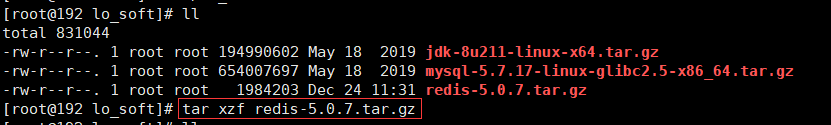 [root@192 lo_soft]# ll
total 831044
-rw-r--r--. 1 root root 194990602 May 18  2019 jdk-8u211-linux-x64.tar.gz
-rw-r--r--. 1 root root 654007697 May 18  2019 mysql-5.7.17-linux-glibc2.5-x86_64.tar.gz
-rw-r--r--. 1 root root   1984203 Dec 24 11:31 redis-5.0.7.tar.gz
[root@192 lo_soft]# tar xzf redis-5.0.7.tar.gz